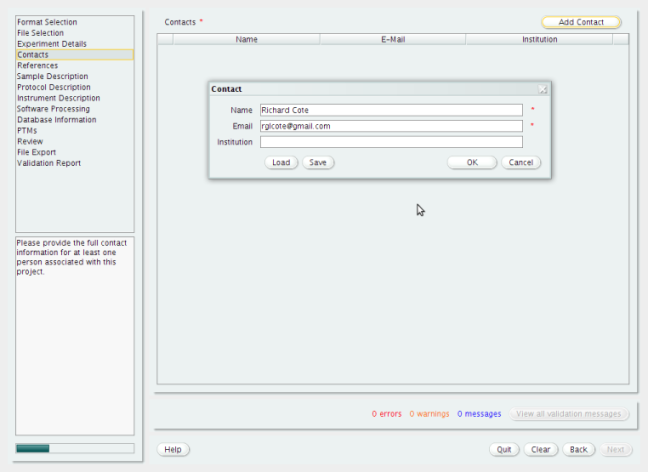 Format Selection
File Selection
Experiment Details
Contacts
References
Sample Description
Protocol Description
Instrument Description
Software Processing
Database Information
PTMs
Review
File Export
Validation Report
Please provide the full contact
information for at least one
person associated with this
project.
Contacts *
Add Contact
Name E-Mail Institution
Contact
Name Richard Cote *
Email rglcote@gmail.com *
Institution
Load Save OK Cancel
0 errors 0 warnings 0 messages View all validation messages
Help Quit Clear Back Next